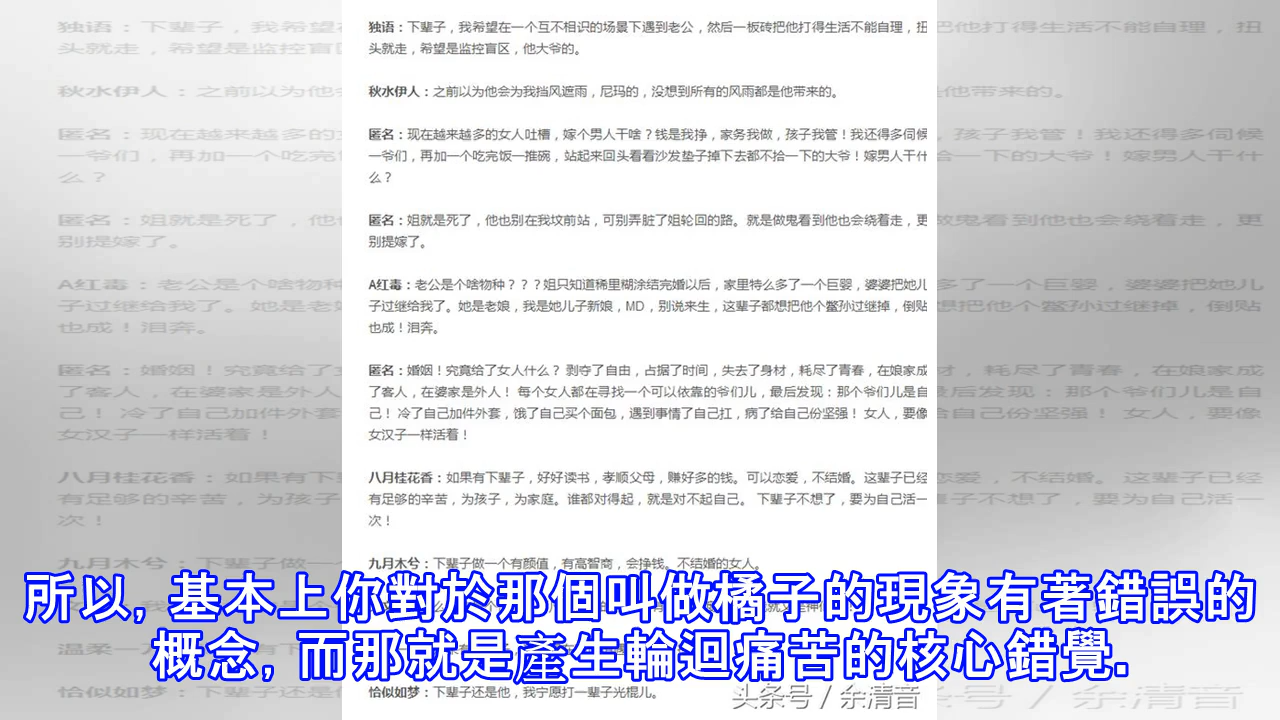 独语：下辈子，我希望在一个互不相识的场景下遇到老公，然后一板砖把他打得生活不能自理，扭
头就走，希望是监控盲区，他大爷的。
秋水伊人：之前以为他会为我挡风遮雨，尼玛的，没想到所有的风雨都是他带来的。
匿名：现在越来越多的女人吐槽，嫁个男人干啥？钱是我挣，家务我做，孩子我管！我还得多伺候
一爷们，再加一个吃完饭一推碗，站起来回头看看沙发垫子掉下去都不拾一下的大爷！嫁男人干什
么？
匿名：姐就是死了，他也别在我坟前站，可别弄脏了姐轮回的路。就是做鬼看到他也会绕着走，更
别提嫁了。
A红毒：老公是个啥物种？？？姐只知道稀里糊涂结完婚以后，家里特么多了一个巨婴，婆婆把她儿
子过继给我了。她是老娘，我是她儿子新娘，MD，别说来生，这辈子都想把他个鳖孙过继掉，倒贴
也成！泪奔。
匿名：婚姻！究竟给了女人什么？ 剥夺了自由，占据了时间，失去了身材，耗尽了青春，在娘家成
了客人，在婆家是外人！ 每个女人都在寻找一个可以依靠的爷们儿，最后发现：那个爷们儿是自
己！ 冷了自己加件外套，饿了自己买个面包，遇到事情了自己扛，病了给自己份坚强！ 女人，要像
女汉子一样活着！
八月桂花香：如果有下辈子，好好读书，孝顺父母，赚好多的钱。可以恋爱，不结婚。这辈子已经
有足够的辛苦，为孩子，为家庭。谁都对得起，就是对不起自己。 下辈子不想了，要为自己活一
次！
九月木兮：下辈子做一个有颜值，有高智商，会挣钱。不结婚的女人。
所以, 基本上你對於那個叫做橘子的現象有著錯誤的
概念, 而那就是產生輪迴痛苦的核心錯覺.
恰似如梦：下辈子还是他，我宁愿打一辈子光棍儿。
头条号 / 余清音